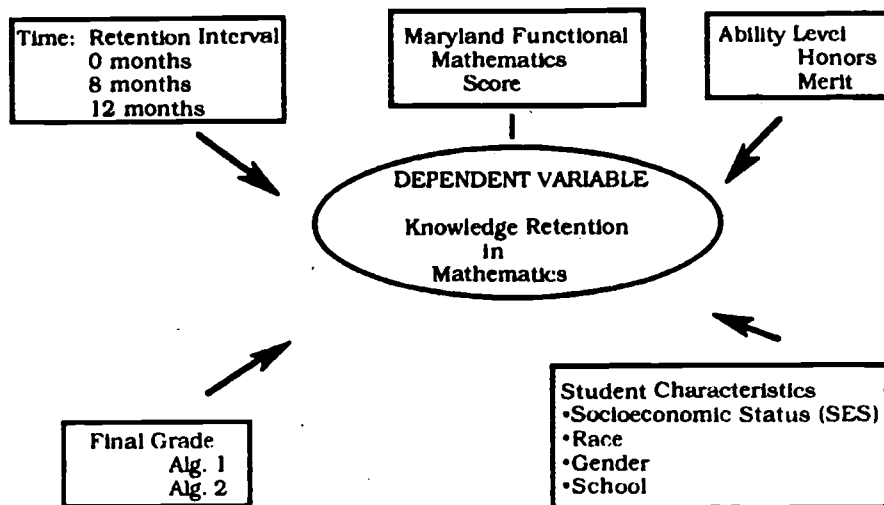 Time: Retention Interval
0 months
8 months
12 months
Maryland Functional
Mathematics
Score
Ability Level
Honors
Merit
DEPENDENT VARIABLE
Knowledge Retention
in
Mathematics
Final Grade
Alg. 1
Alg. 2
Student Characteristics
•Socioeconomic Status (SES)
•Race
•Gender
•School